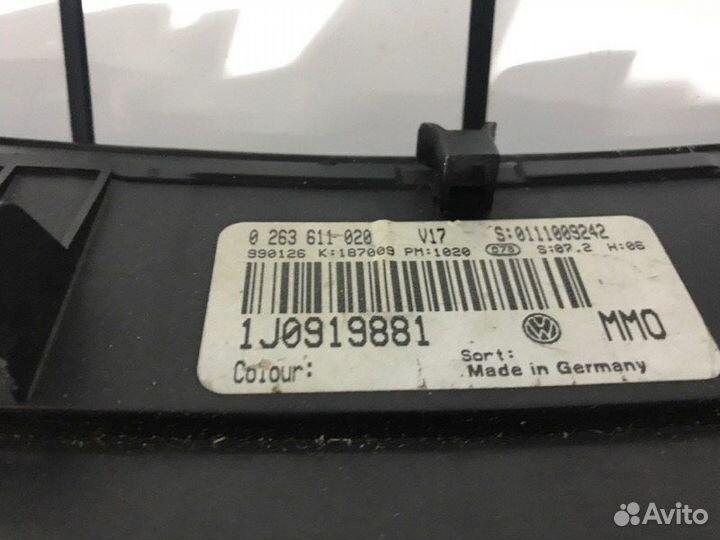 0 263 611-020 V17 S:0111009242
990126 K:187009 PM:1020 078 S:07.2 H:06
1J0919881 MMO
Colour: Sort:
Made in Germany
Avito